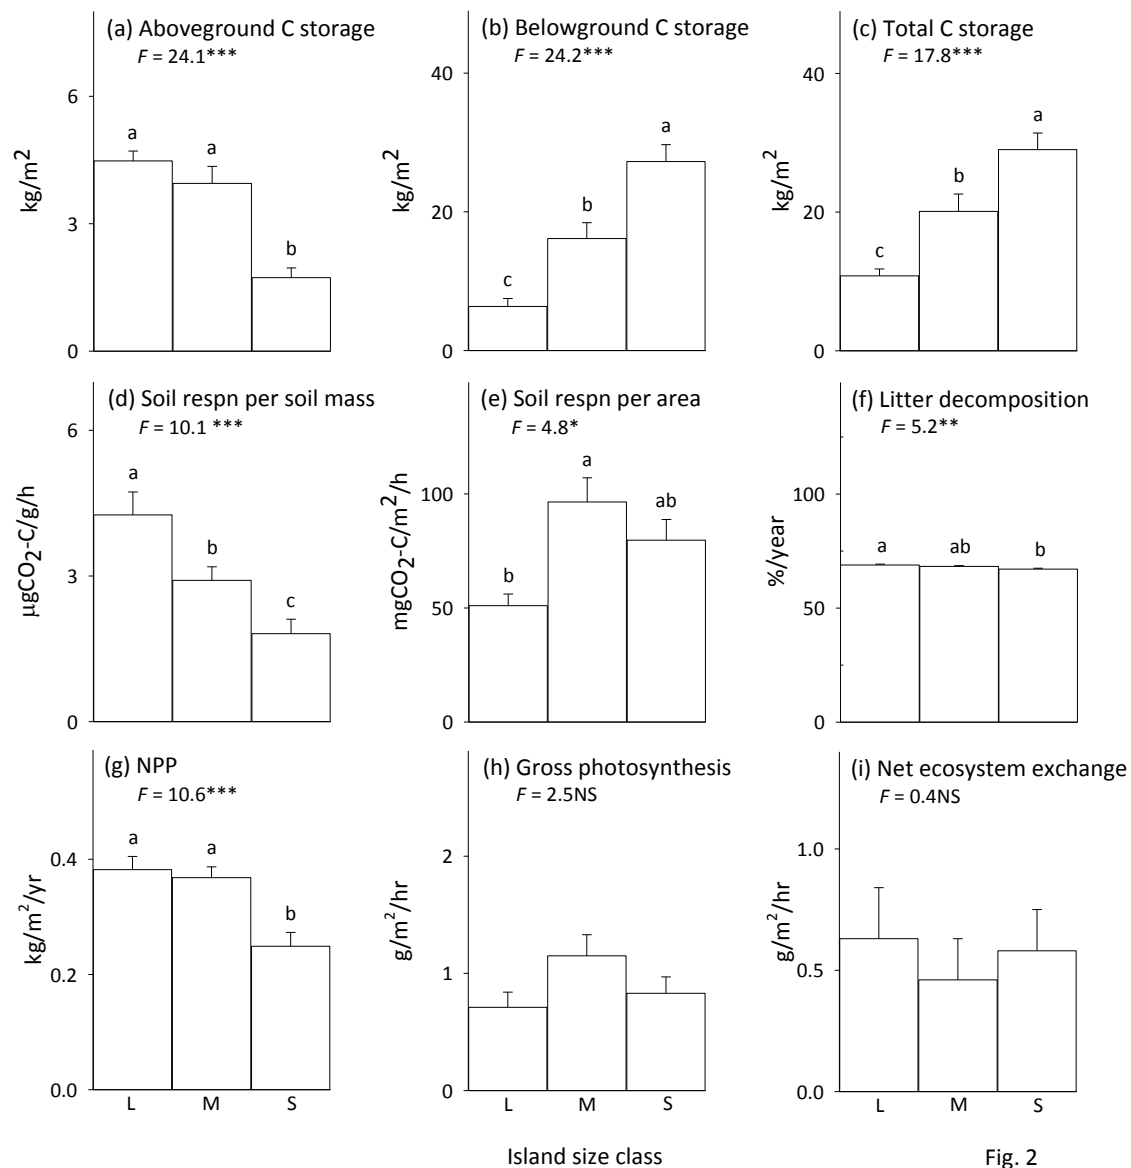 (a) Aboveground C storage
F = 24.1***
6
3
0
kg/m2
a
a
b
(b) Belowground C storage
F = 24.2***
40
20
0
kg/m2
c
b
a
(c) Total C storage
F = 17.8***
40
20
0
kg/m2
c
b
a
(d) Soil respn per soil mass
F = 10.1 ***
6
3
0
µgCO2-C/g/h
a
b
c
(e) Soil respn per area
F = 4.8*
100
50
0
mgCO2-C/m2/h
b
a
ab
(f) Litter decomposition
F = 5.2**
100
50
0
%/year
a
ab
b
(g) NPP
F = 10.6***
0.4
0.2
0.0
kg/m2/yr
a
a
b
L M S
(h) Gross photosynthesis
F = 2.5NS
2
1
0
g/m2/hr
L M S
(i) Net ecosystem exchange
F = 0.4NS
1.0
0.5
0.0
g/m2/hr
L M S
Island size class
Fig. 2